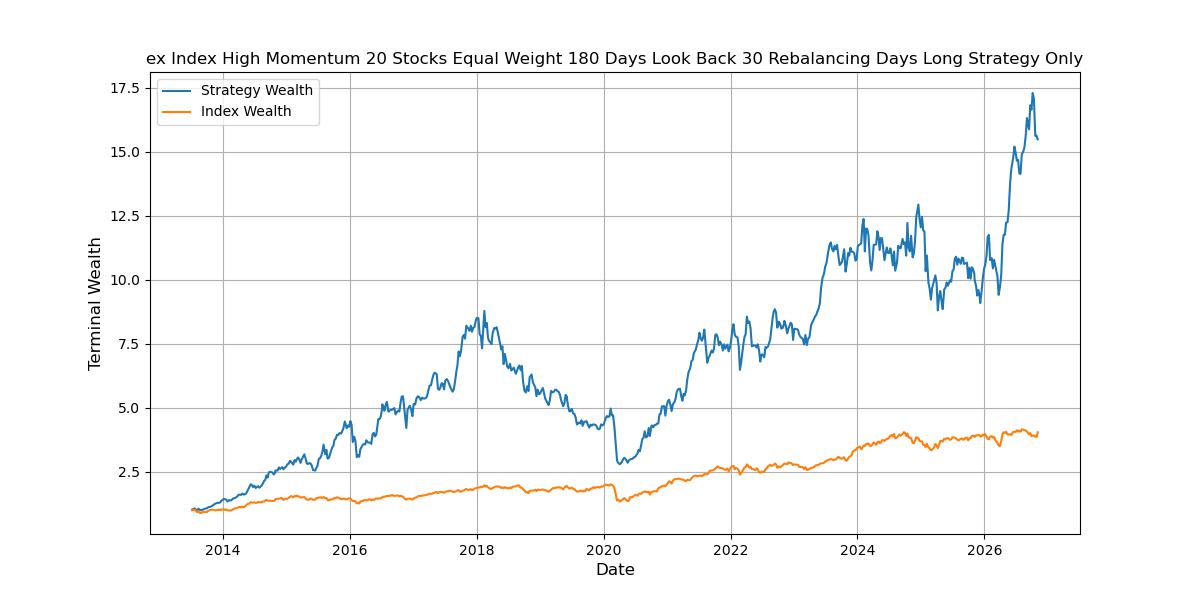 ex Index High Momentum 20 Stocks Equal Weight 180 Days Look Back 30 Rebalancing Days Long Strategy Only
Strategy Wealth
Index Wealth
Terminal Wealth
17.5
15.0
12.5
10.0
7.5
5.0
2.5
2014
2016
2018
2020
2022
2024
2026
Date